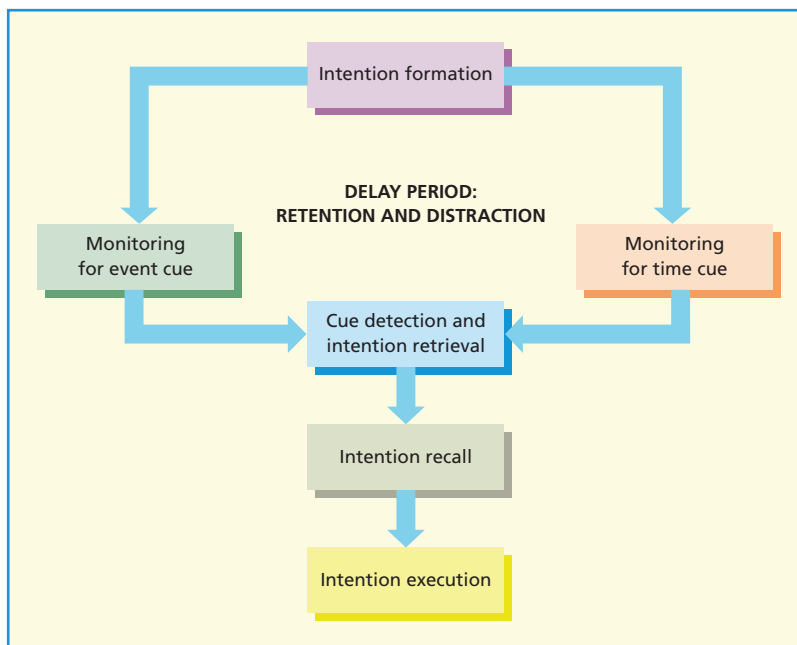 Intention formation
DELAY PERIOD:
RETENTION AND DISTRACTION
Monitoring
for event cue
Monitoring
for time cue
Cue detection and
intention retrieval
Intention recall
Intention execution